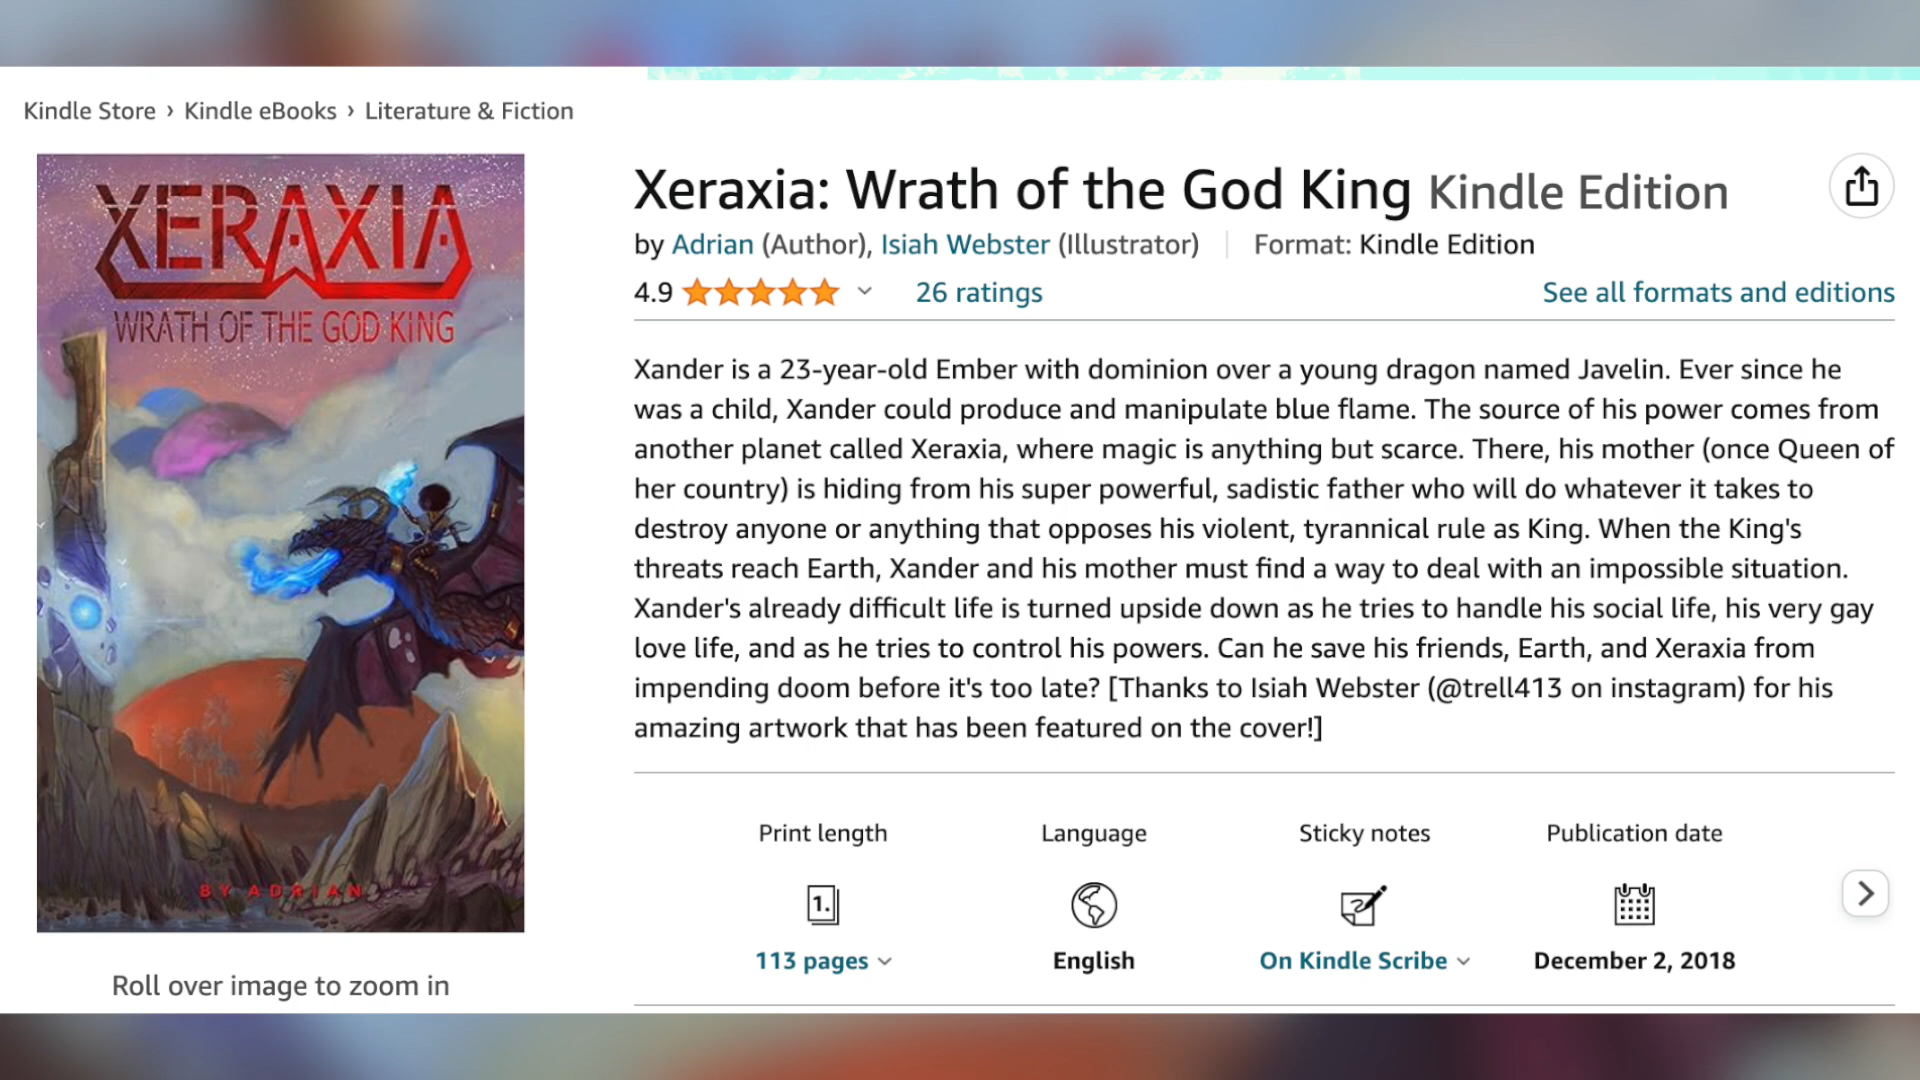 Kindle Store › Kindle eBooks › Literature & Fiction
XERAXIA
WRATH OF THE GOD KING
BY ADRIAN
Roll over image to zoom in
Xeraxia: Wrath of the God King Kindle Edition
by Adrian (Author), Isiah Webster (Illustrator) | Format: Kindle Edition
4.9 26 ratings See all formats and editions
Xander is a 23-year-old Ember with dominion over a young dragon named Javelin. Ever since he
was a child, Xander could produce and manipulate blue flame. The source of his power comes from
another planet called Xeraxia, where magic is anything but scarce. There, his mother (once Queen of
her country) is hiding from his super powerful, sadistic father who will do whatever it takes to
destroy anyone or anything that opposes his violent, tyrannical rule as King. When the King's
threats reach Earth, Xander and his mother must find a way to deal with an impossible situation.
Xander's already difficult life is turned upside down as he tries to handle his social life, his very gay
love life, and as he tries to control his powers. Can he save his friends, Earth, and Xeraxia from
impending doom before it's too late? [Thanks to Isiah Webster (@trell413 on instagram) for his
amazing artwork that has been featured on the cover!]
Print length Language Sticky notes Publication date
1.
113 pages English On Kindle Scribe December 2, 2018